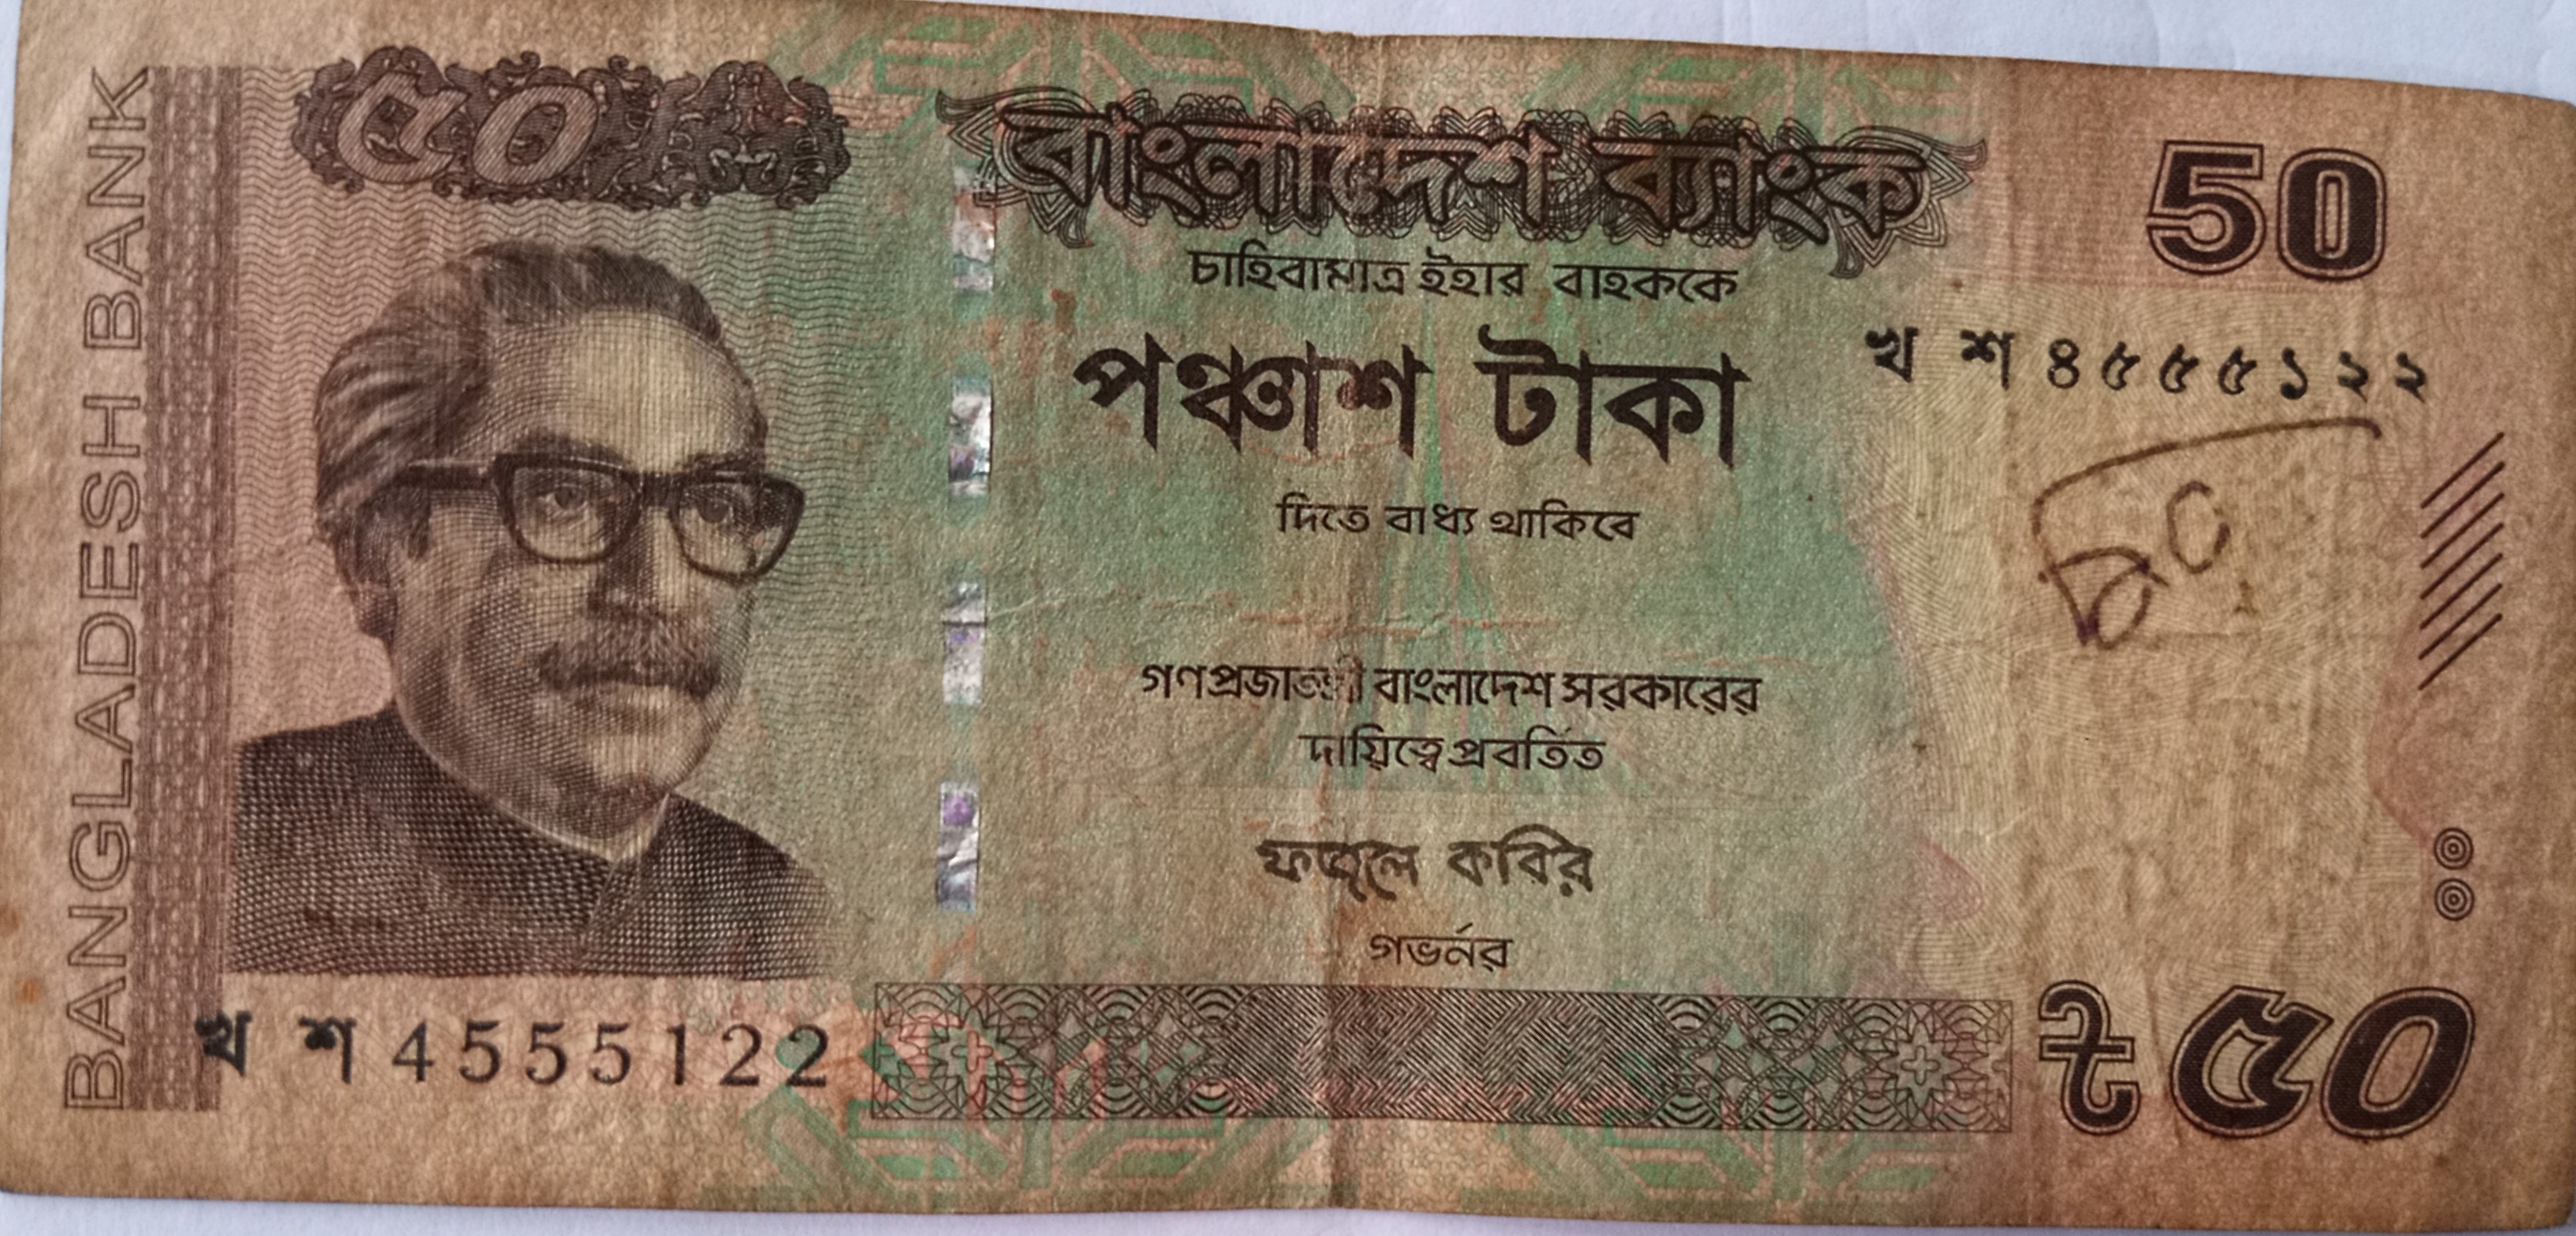 BANGLADESH BANK
৫০
বাংলাদেশ ব্যাংক
50
চাহিবামাত্র ইহার বাহককে
পঞ্চাশ টাকা
খ শ ৪৫৫৫১২২
দিতে বাধ্য থাকিবে
গণপ্রজাতন্ত্রী বাংলাদেশ সরকারের
দায়িত্বে প্রবর্তিত
ফজলে কবির
গভর্নর
খ শ 4555122
৳ ৫০